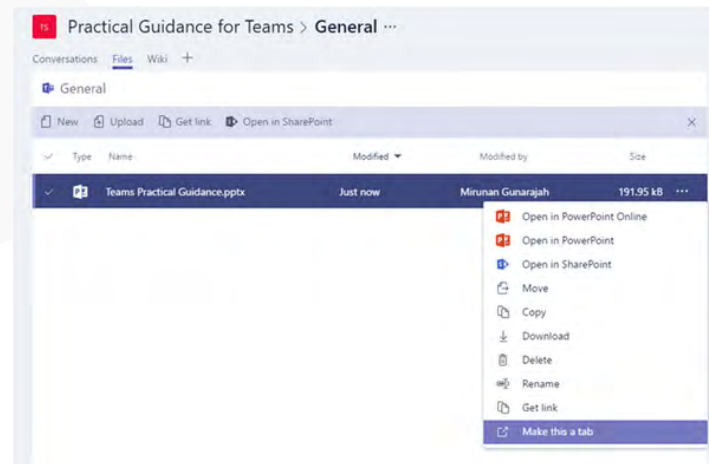 TS Practical Guidance for Teams > General ...
Conversations Files Wiki +
General
New Upload Get link Open in SharePoint
Type Name Modified Modified by Size
Teams Practical Guidance.pptx Just now Mirunan Gunarajah 191.95 kB ...
Open in PowerPoint Online
Open in PowerPoint
Open in SharePoint
Move
Copy
Download
Delete
Rename
Get link
Make this a tab